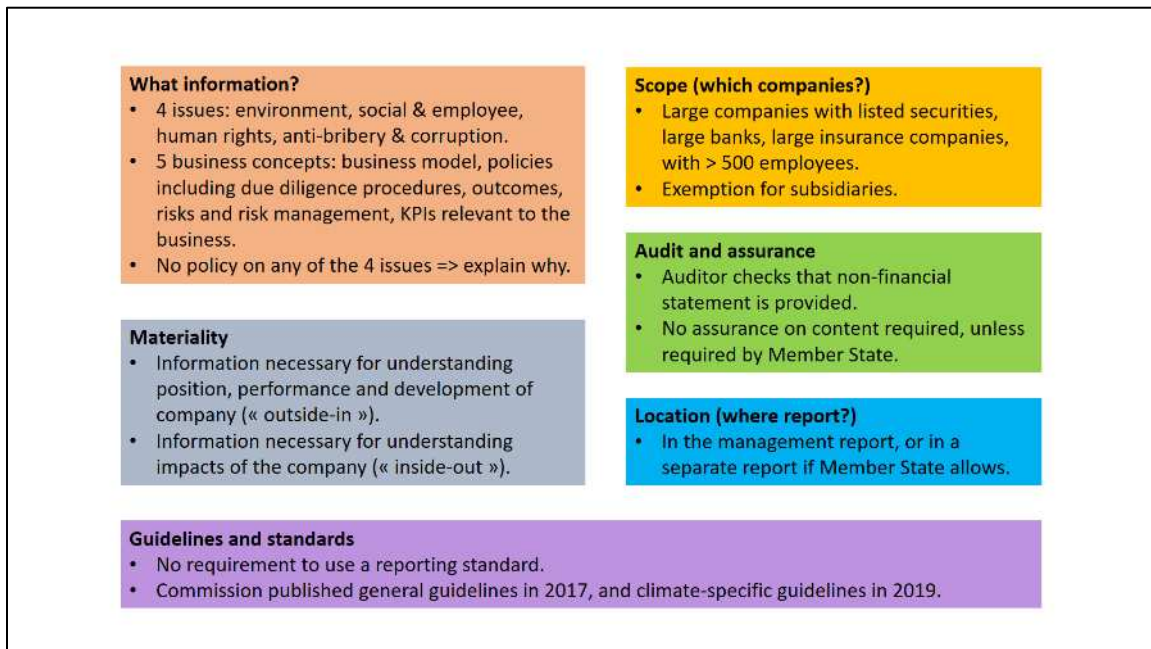 What information?
• 4 issues: environment, social & employee,
human rights, anti-bribery & corruption.
• 5 business concepts: business model, policies
including due diligence procedures, outcomes,
risks and risk management, KPIs relevant to the
business.
• No policy on any of the 4 issues => explain why.
Materiality
• Information necessary for understanding
position, performance and development of
company (« outside-in »).
• Information necessary for understanding
impacts of the company (« inside-out »).
Scope (which companies?)
• Large companies with listed securities,
large banks, large insurance companies,
with > 500 employees.
• Exemption for subsidiaries.
Audit and assurance
• Auditor checks that non-financial
statement is provided.
• No assurance on content required, unless
required by Member State.
Location (where report?)
• In the management report, or in a
separate report if Member State allows.
Guidelines and standards
• No requirement to use a reporting standard.
• Commission published general guidelines in 2017, and climate-specific guidelines in 2019.